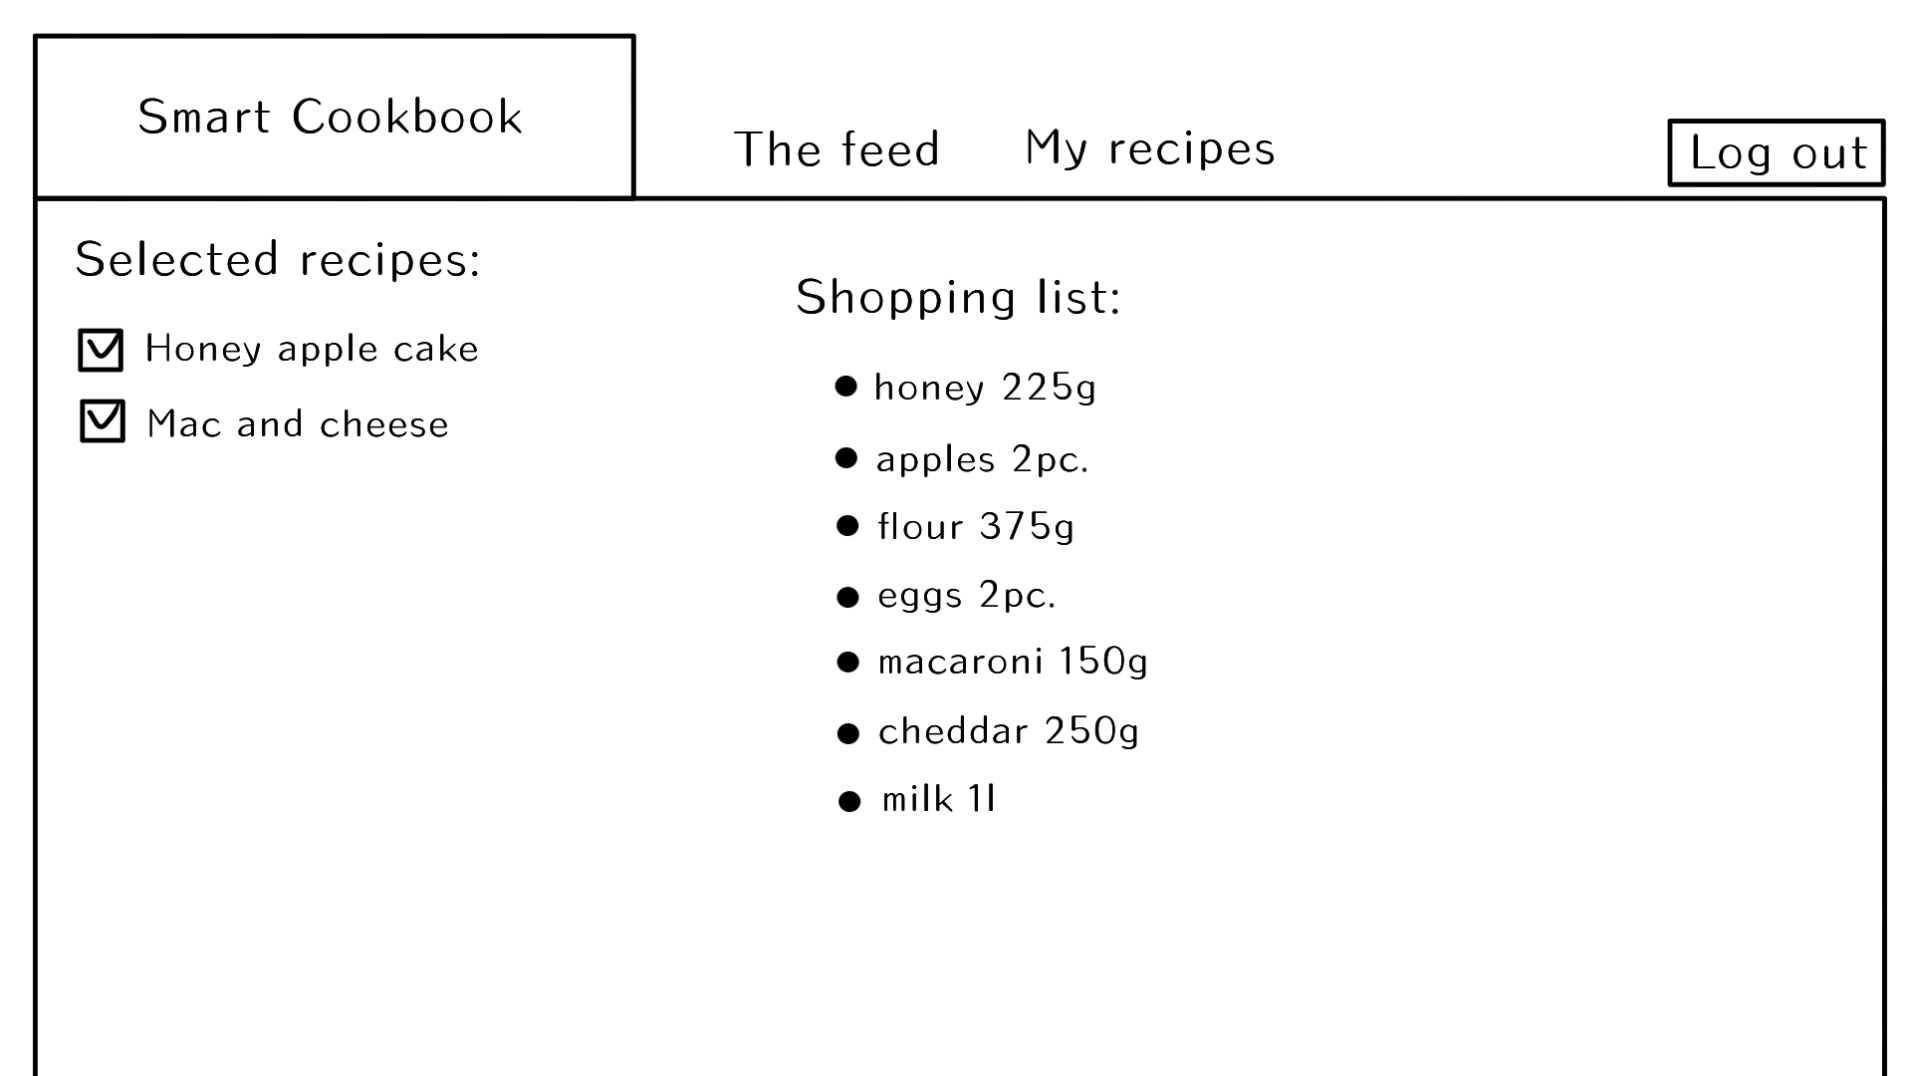 Smart Cookbook
The feed
My recipes
Log out
Selected recipes:
Honey apple cake
Mac and cheese
Shopping list:
honey 225g
apples 2pc.
flour 375g
eggs 2pc.
macaroni 150g
cheddar 250g
milk 1l